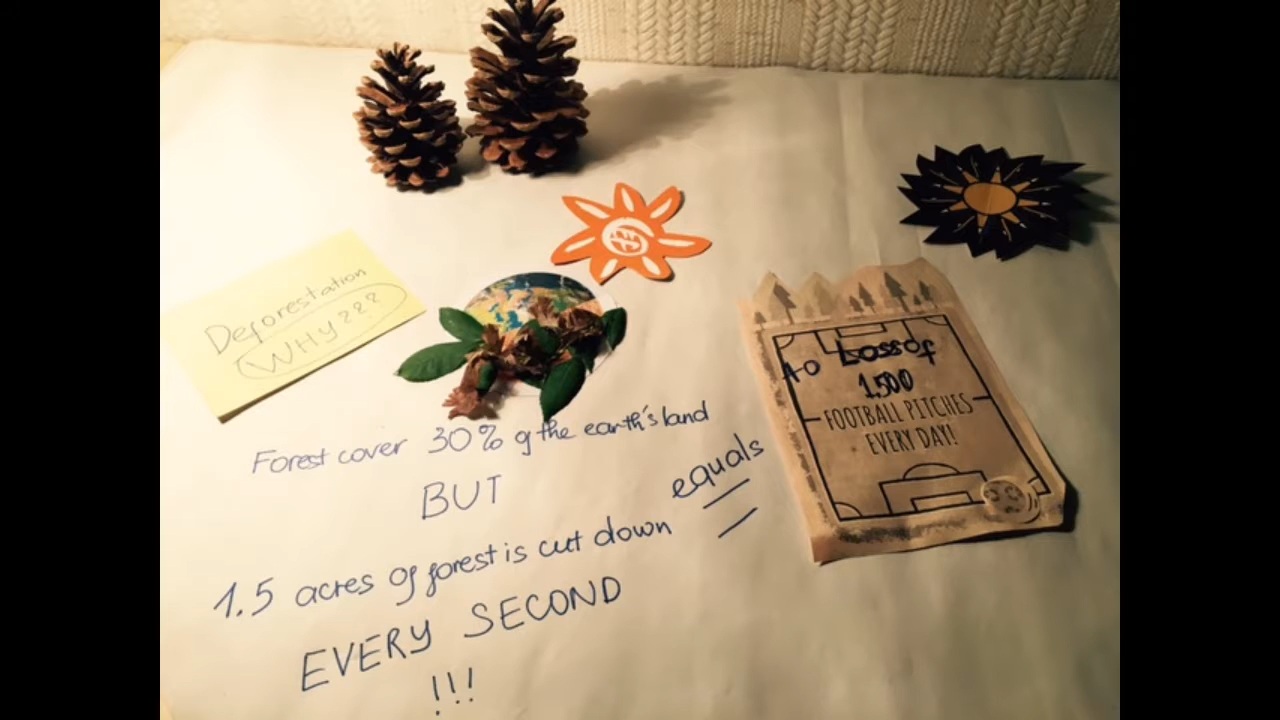 Deforestation
WHY???
Forest cover 30% of the earth's land
BUT
1.5 acres of forest is cut down
EVERY SECOND
!!!
equals
=
Loss of
1.500
FOOTBALL PITCHES
EVERY DAY!